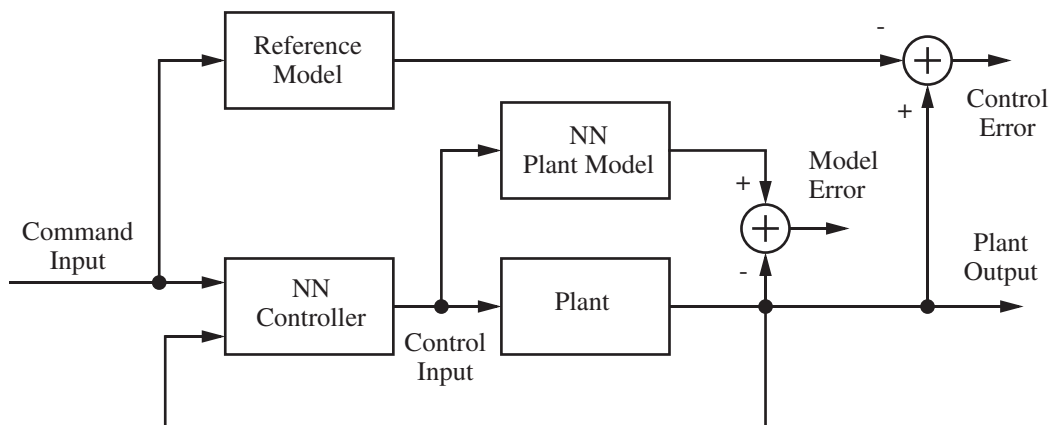 Reference
Model
-
+
Control
Error
NN
Plant Model
Model
Error
+
-
Command
Input
NN
Controller
Control
Input
Plant
Plant
Output